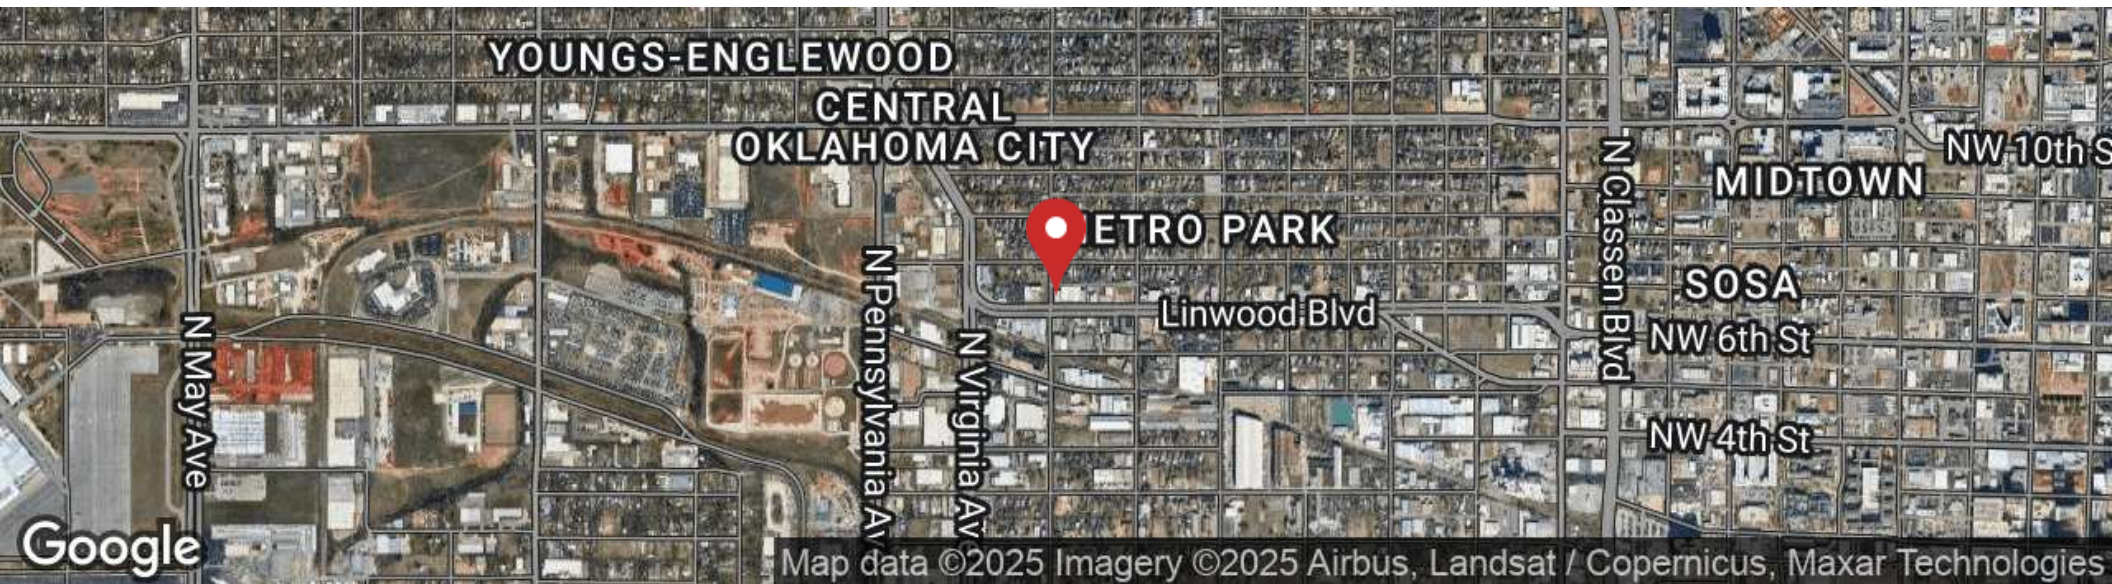 YOUNGS-ENGLEWOOD
CENTRAL
OKLAHOMA CITY
NW 10th S
MIDTOWN
N Classen Blvd
ETRO PARK
SOSA
Linwood Blvd
NW 6th St
N Pennsylvania Av
N Virginia Av
N May Ave
NW 4th St
Google
Map data ©2025 Imagery ©2025 Airbus, Landsat / Copernicus, Maxar Technologies